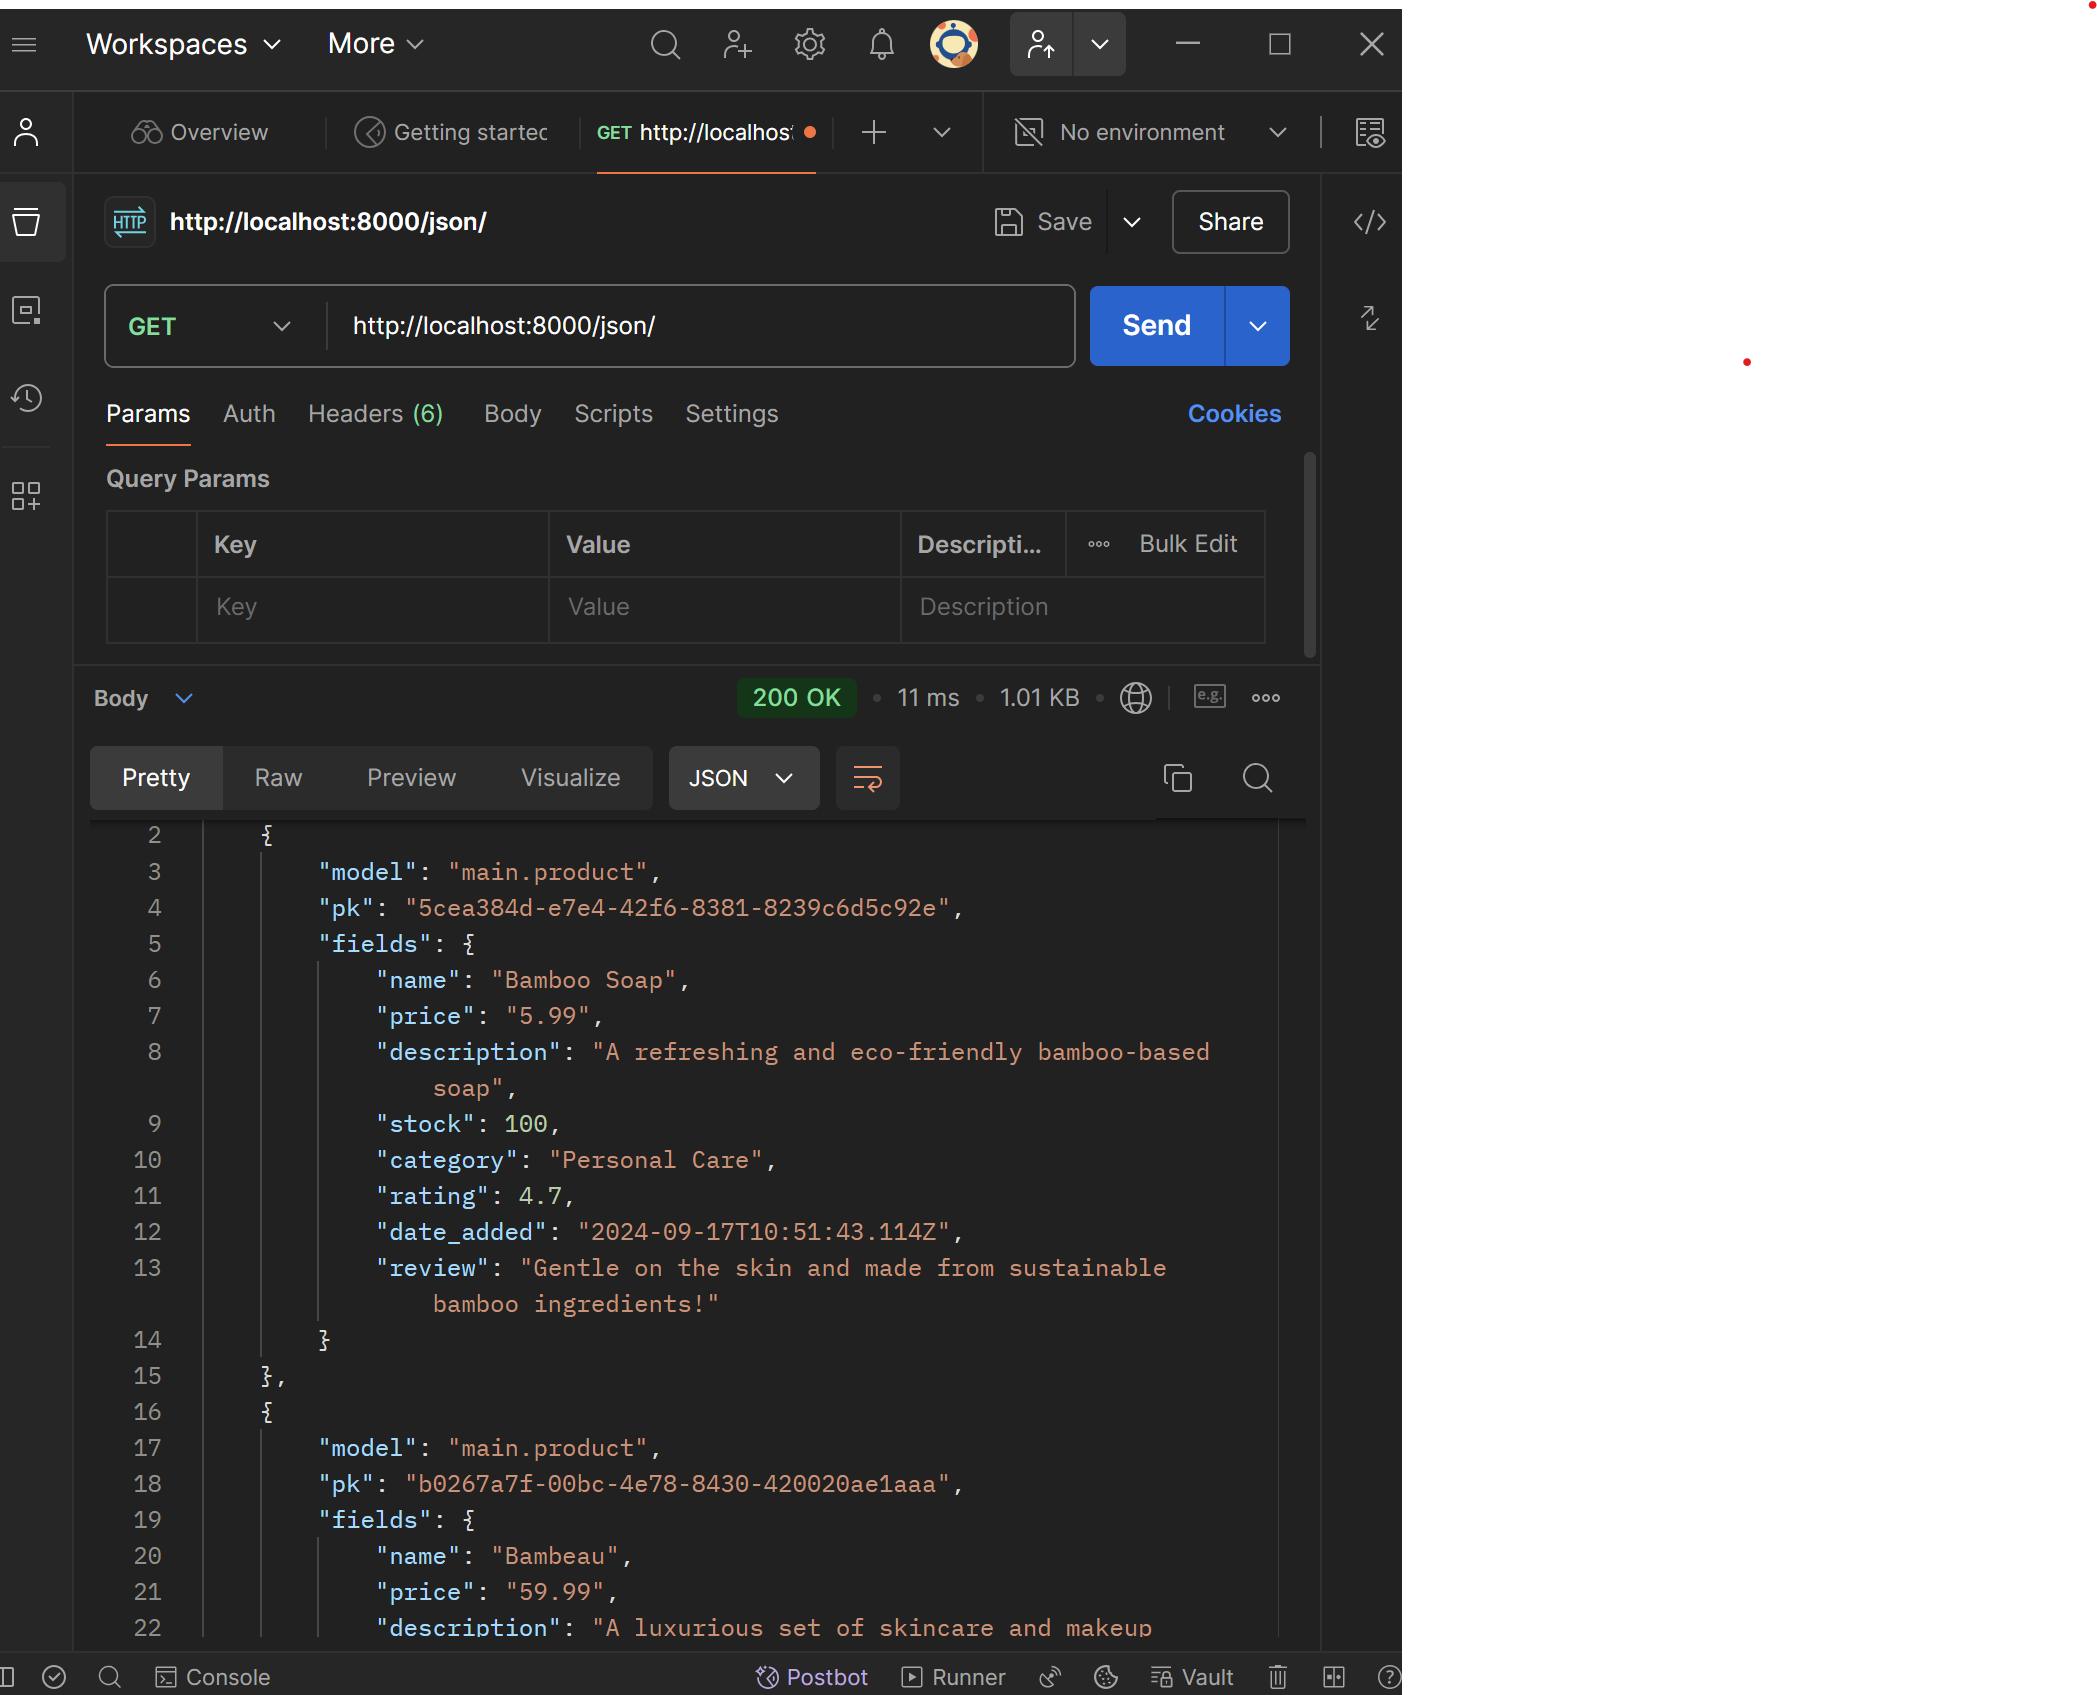 Workspaces More
Overview Getting started GET http://localhost No environment
HTTP http://localhost:8000/json/ Save Share
GET http://localhost:8000/json/ Send
Params Auth Headers (6) Body Scripts Settings Cookies
Query Params
Key Value Descripti... Bulk Edit
Key Value Description
Body 200 OK • 11 ms • 1.01 KB • e.g.
Pretty Raw Preview Visualize JSON
2 {
3 "model": "main.product",
4 "pk": "5cea384d-e7e4-42f6-8381-8239c6d5c92e",
5 "fields": {
6 "name": "Bamboo Soap",
7 "price": "5.99",
8 "description": "A refreshing and eco-friendly bamboo-based
soap",
9 "stock": 100,
10 "category": "Personal Care",
11 "rating": 4.7,
12 "date_added": "2024-09-17T10:51:43.114Z",
13 "review": "Gentle on the skin and made from sustainable
bamboo ingredients!"
14 }
15 },
16 {
17 "model": "main.product",
18 "pk": "b0267a7f-00bc-4e78-8430-420020ae1aaa",
19 "fields": {
20 "name": "Bambeau",
21 "price": "59.99",
22 "description": "A luxurious set of skincare and makeup
Console Postbot Runner Vault